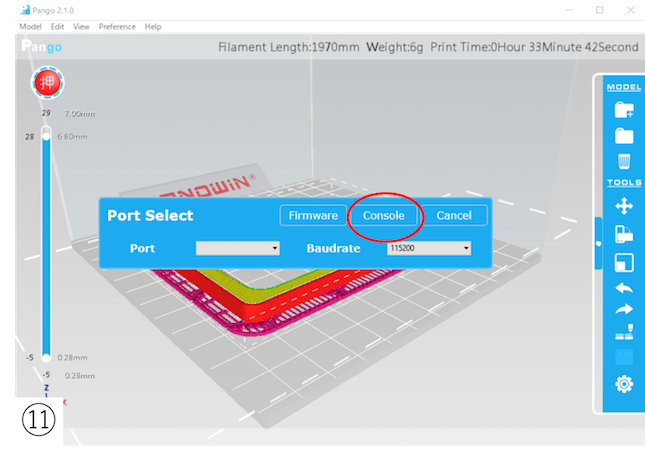 Pango 2.1.0
Model Edit View Preference Help
Pango
Filament Length:1970mm Weight:6g Print Time:0Hour 33Minute 42Second
押
29 7.00mm
28 6.80mm
MODEL
TOOLS
Port Select
Firmware
Console
Cancel
Port
Baudrate
115200
-5 0.28mm
-5 0.28mm
Z
X
⑪